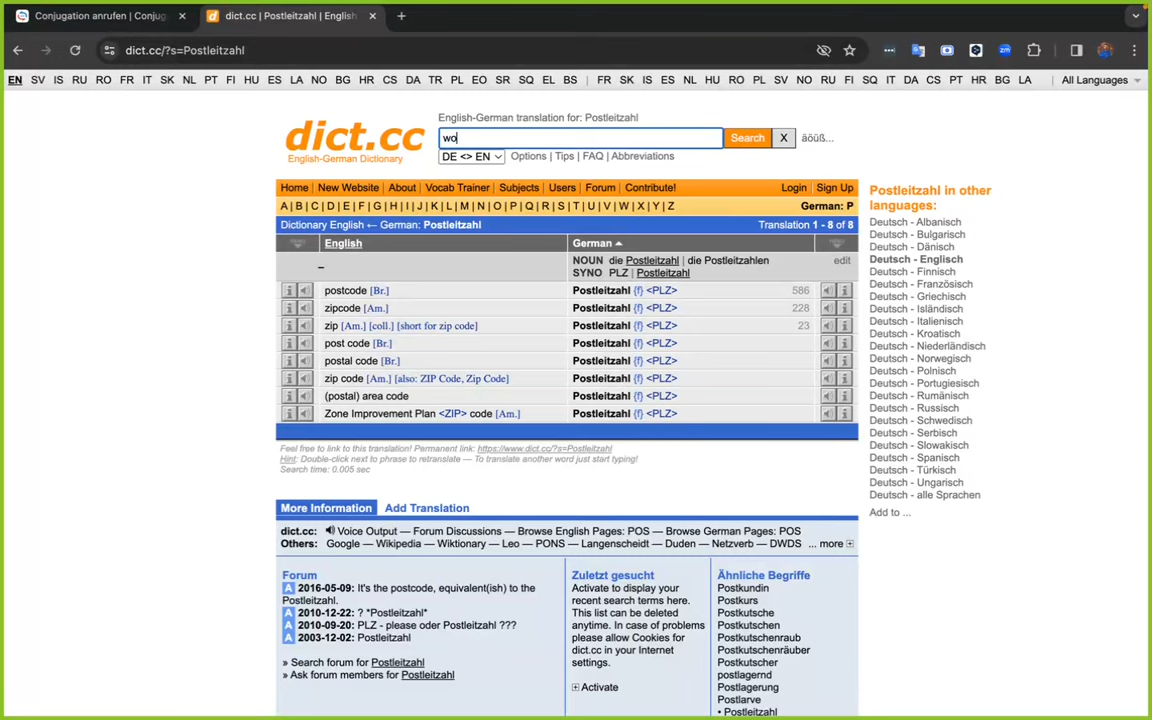 Conjugation anrufen | Conjug
dict.cc | Postleitzahl | English
dict.cc/?s=Postleitzahl
EN SV IS RU RO FR IT SK NL PT FI HU ES LA NO BG HR CS DA TR PL EO SR SQ EL BS | FR SK IS ES NL HU RO PL SV NO RU FI SQ IT DA CS PT HR BG LA | All Languages
English-German translation for: Postleitzahl
dict.cc
English-German Dictionary
wo Search X äöüß...
DE <> EN Options | Tips | FAQ | Abbreviations
Home | New Website | About | Vocab Trainer | Subjects | Users | Forum | Contribute! Login | Sign Up
A | B | C | D | E | F | G | H | I | J | K | L | M | N | O | P | Q | R | S | T | U | V | W | X | Y | Z German: P
Dictionary English ← German: Postleitzahl Translation 1 - 8 of 8
English German
– NOUN die Postleitzahl | die Postleitzahlen edit
SYNO PLZ | Postleitzahl
postcode [Br.] Postleitzahl {f} <PLZ> 586
zipcode [Am.] Postleitzahl {f} <PLZ> 228
zip [Am.] [coll.] [short for zip code] Postleitzahl {f} <PLZ> 23
post code [Br.] Postleitzahl {f} <PLZ>
postal code [Br.] Postleitzahl {f} <PLZ>
zip code [Am.] [also: ZIP Code, Zip Code] Postleitzahl {f} <PLZ>
(postal) area code Postleitzahl {f} <PLZ>
Zone Improvement Plan <ZIP> code [Am.] Postleitzahl {f} <PLZ>
Feel free to link to this translation! Permanent link: https://www.dict.cc/?s=Postleitzahl
Hint: Double-click next to phrase to retranslate — To translate another word just start typing!
Search time: 0.005 sec
More Information Add Translation
dict.cc: Voice Output — Forum Discussions — Browse English Pages: POS — Browse German Pages: POS
Others: Google — Wikipedia — Wiktionary — Leo — PONS — Langenscheidt — Duden — Netzverb — DWDS ... more
Forum
A 2016-05-09: It's the postcode, equivalent(ish) to the
Postleitzahl.
A 2010-12-22: ? *Postleitzahl*
A 2010-09-20: PLZ - please oder Postleitzahl ???
A 2003-12-02: Postleitzahl
» Search forum for Postleitzahl
» Ask forum members for Postleitzahl
Zuletzt gesucht
Activate to display your
recent search terms here.
This list can be deleted
anytime. In case of problems
please allow Cookies for
dict.cc in your Internet
settings.
Activate
Ähnliche Begriffe
Postkundin
Postkurs
Postkutsche
Postkutschen
Postkutschenraub
Postkutschenräuber
Postkutscher
postlagernd
Postlagerung
Postlarve
• Postleitzahl
Postleitzahl in other
languages:
Deutsch - Albanisch
Deutsch - Bulgarisch
Deutsch - Dänisch
Deutsch - Englisch
Deutsch - Finnisch
Deutsch - Französisch
Deutsch - Griechisch
Deutsch - Isländisch
Deutsch - Italienisch
Deutsch - Kroatisch
Deutsch - Niederländisch
Deutsch - Norwegisch
Deutsch - Polnisch
Deutsch - Portugiesisch
Deutsch - Rumänisch
Deutsch - Russisch
Deutsch - Schwedisch
Deutsch - Serbisch
Deutsch - Slowakisch
Deutsch - Spanisch
Deutsch - Türkisch
Deutsch - Ungarisch
Deutsch - alle Sprachen
Add to ...